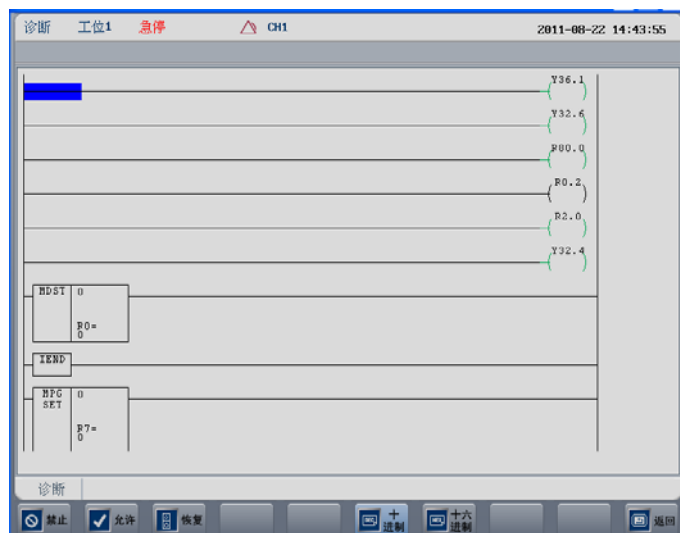 诊断 工位1 急停 CH1 2011-08-22 14:43:55
Y36.1
Y32.6
R80.0
R0.2
R2.0
Y32.4
MDST 0
R0=
0
IEND
MPG 0
SET
R7=
0
诊断
禁止 允许 恢复 十进制 十六进制 返回